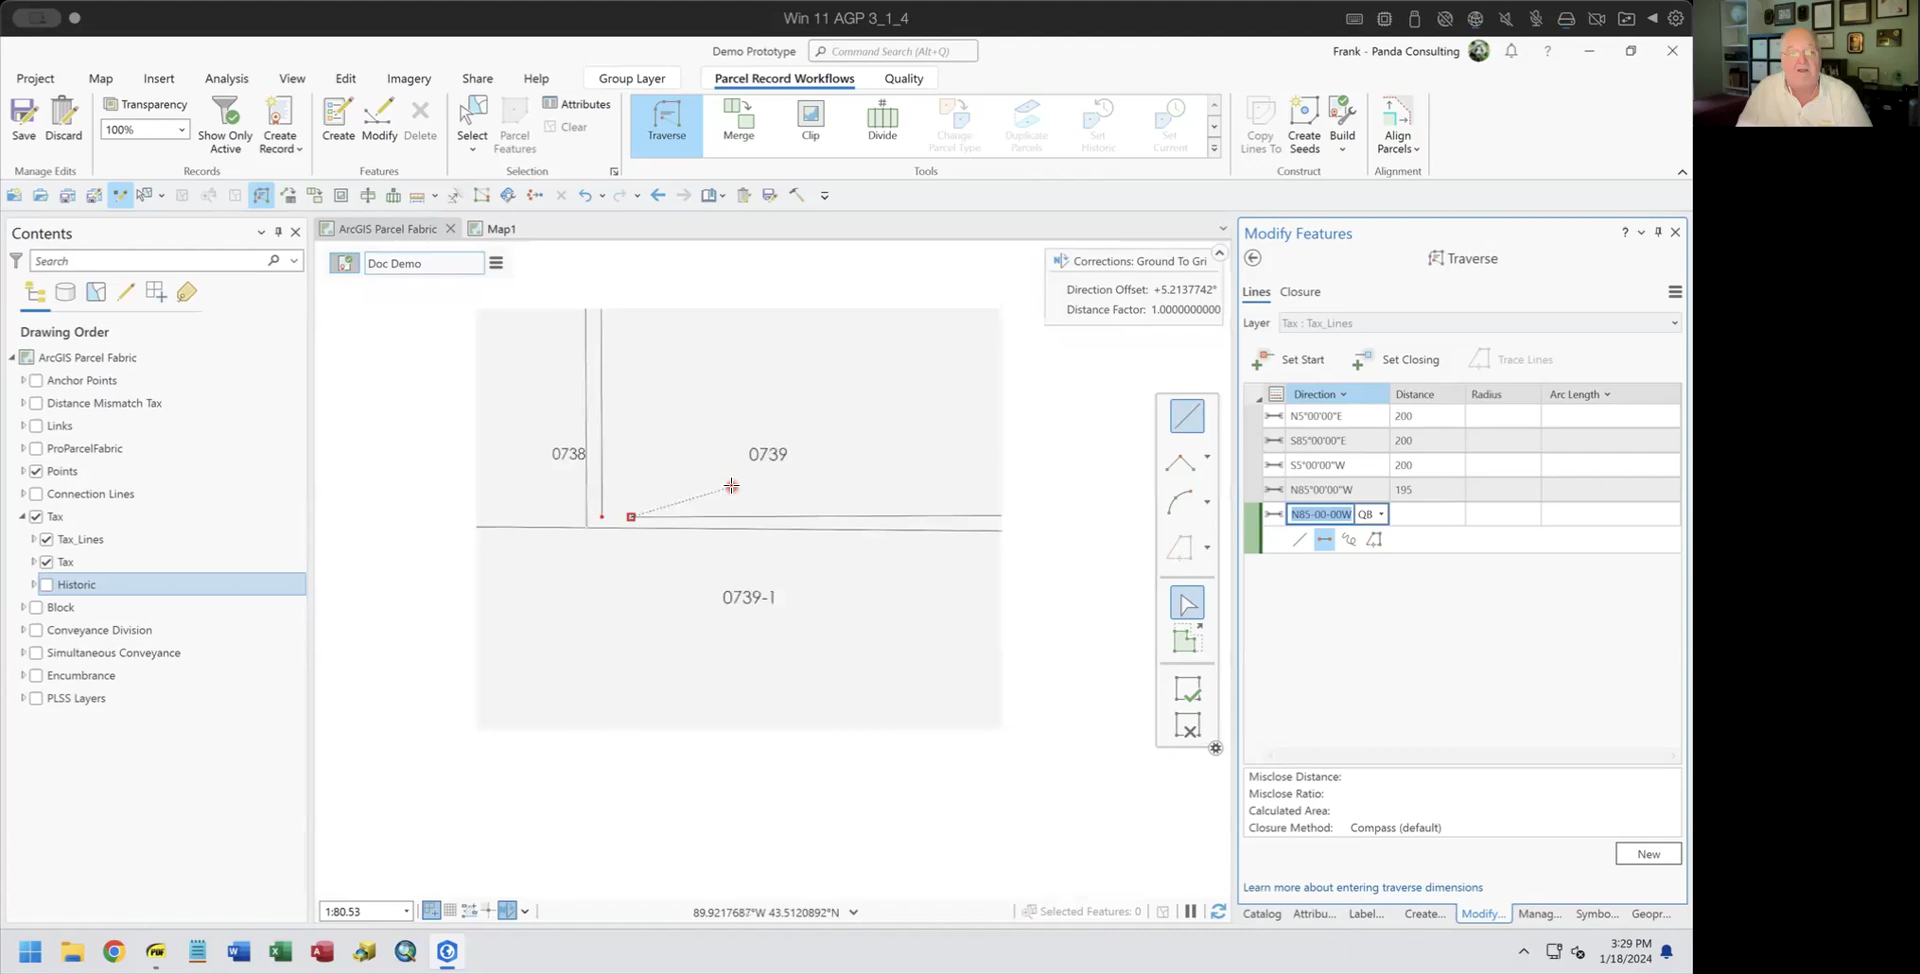 Win 11 AGP 3_1_4
Demo Prototype
Command Search (Alt+Q)
Frank - Panda Consulting
?
Project
Map
Insert
Analysis
View
Edit
Imagery
Share
Help
Group Layer
Parcel Record Workflows
Quality
Save
Discard
Manage Edits
Transparency
100%
Show Only Active
Create Record
Records
Create
Modify
Delete
Features
Select
Parcel Features
Attributes
Clear
Selection
Traverse
Merge
Clip
Divide
Change Parcel Type
Duplicate Parcels
Set Historic
Set Current
Tools
Copy Lines To
Create Seeds
Build
Construct
Align Parcels
Alignment
Contents
Search
Drawing Order
ArcGIS Parcel Fabric
Anchor Points
Distance Mismatch Tax
Links
ProParcelFabric
Points
Connection Lines
Tax
Tax_Lines
Tax
Historic
Block
Conveyance Division
Simultaneous Conveyance
Encumbrance
PLSS Layers
ArcGIS Parcel Fabric
Map1
Doc Demo
Corrections: Ground To Gri
Direction Offset: +5.2137742°
Distance Factor: 1.0000000000
0738
0739
0739-1
1:80.53
89.9217687°W 43.5120892°N
Selected Features: 0
Modify Features
?
Traverse
Lines
Closure
Layer
Tax : Tax_Lines
Set Start
Set Closing
Trace Lines
Direction
Distance
Radius
Arc Length
N5°00'00"E 200
S85°00'00"E 200
S5°00'00"W 200
N85°00'00"W 195
N85-00-00W QB
Misclose Distance:
Misclose Ratio:
Calculated Area:
Closure Method: Compass (default)
New
Learn more about entering traverse dimensions
Catalog
Attribu...
Label...
Create...
Modify...
Manag...
Symbo...
Geopr...
3:29 PM
1/18/2024